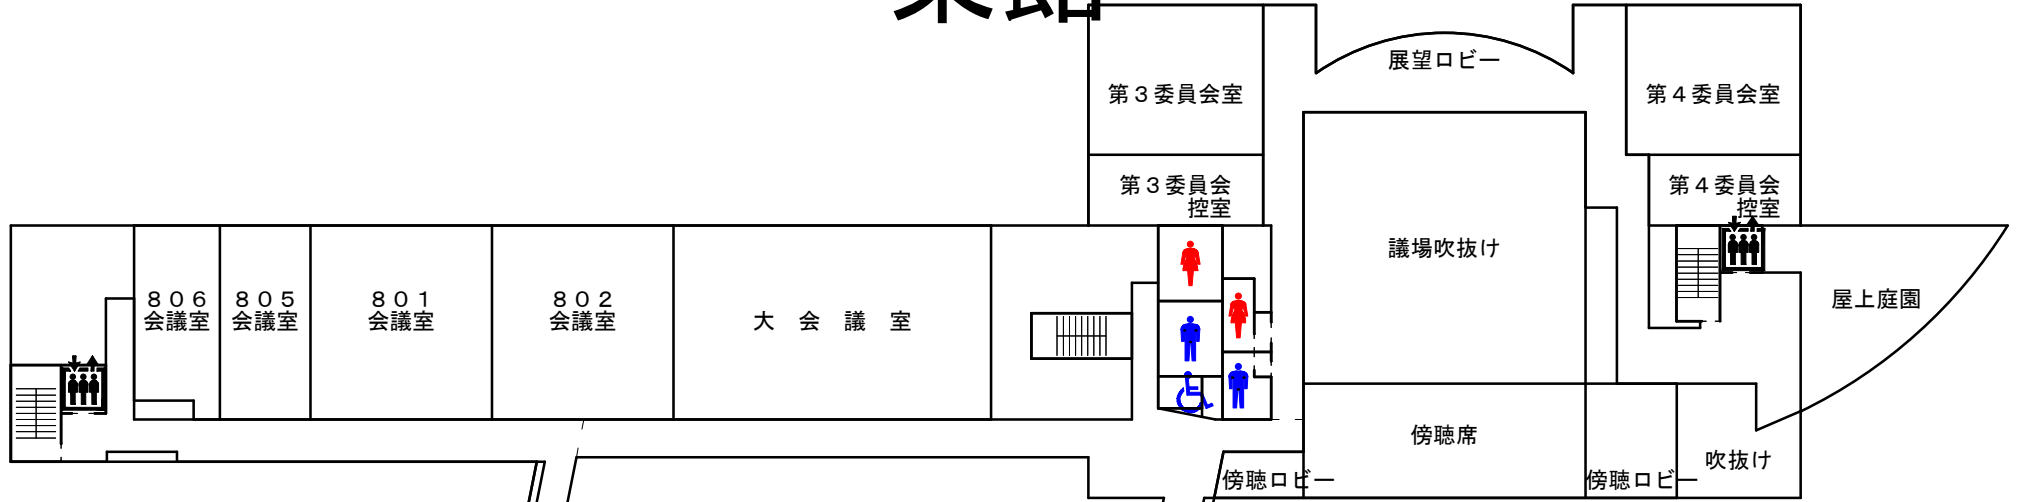 展望ロビー
第３委員会室
第４委員会室
第３委員会
控室
第４委員会
控室
議場吹抜け
８０６
会議室
８０５
会議室
８０１
会議室
８０２
会議室
大会議室
屋上庭園
傍聴席
傍聴ロビー
傍聴ロビー
吹抜け